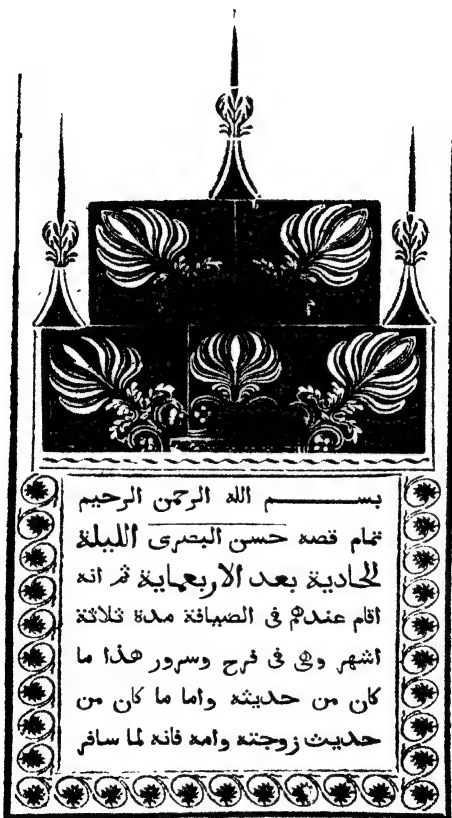 بســــــم الله الرحمن الرحيم
تمام قصه حسن البصرى الليلة
الحادية بعد الاربعماية ثم انه
اقام عندهم فى الضيافة مدة ثلاثة
اشهر وهى فى فرح وسرور هذا ما
كان من حديثه واما ما كان من
حديث زوجته وامه فانه لما سافر